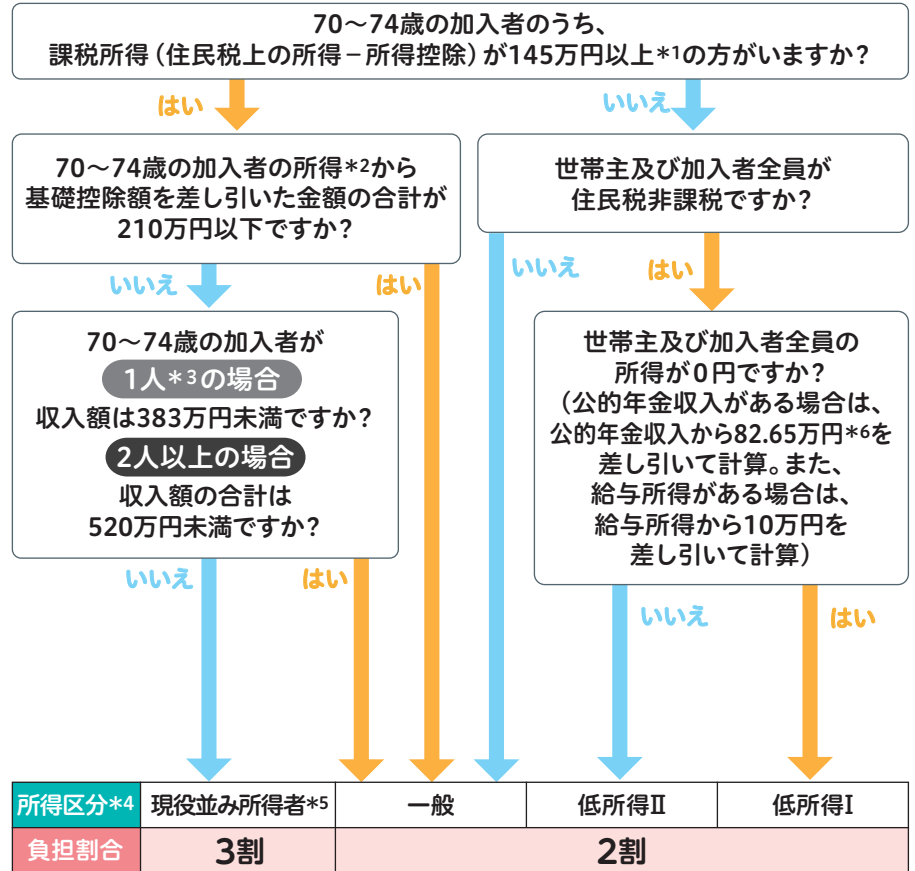 70～74歳の加入者のうち、
課税所得（住民税上の所得－所得控除）が145万円以上*1の方がいますか？
はい
いいえ
70～74歳の加入者の所得*2から
基礎控除額を差し引いた金額の合計が
210万円以下ですか？
世帯主及び加入者全員が
住民税非課税ですか？
いいえ
はい
いいえ
はい
70～74歳の加入者が
1人*3の場合
収入額は383万円未満ですか？
2人以上の場合
収入額の合計は
520万円未満ですか？
世帯主及び加入者全員の
所得が0円ですか？
（公的年金収入がある場合は、
公的年金収入から82.65万円*6を
差し引いて計算。また、
給与所得がある場合は、
給与所得から10万円を
差し引いて計算）
いいえ
はい
いいえ
はい
所得区分*4 現役並み所得者*5 一般 低所得Ⅱ 低所得Ⅰ
負担割合 3割 2割